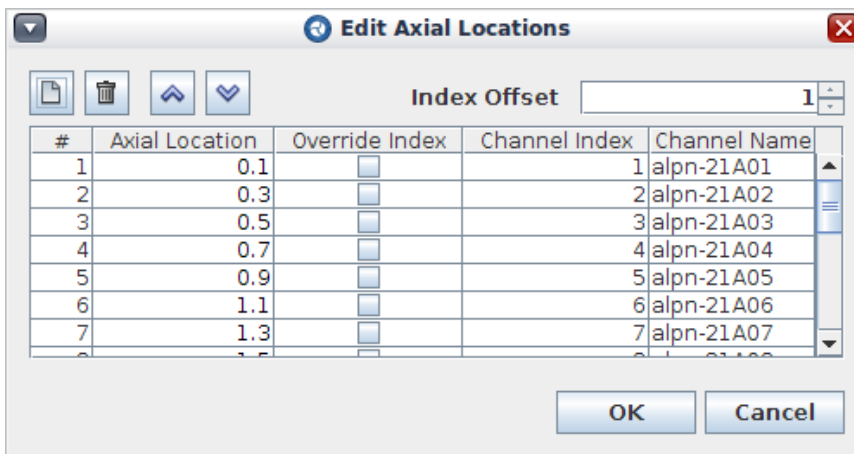 Edit Axial Locations
Index Offset 1
# Axial Location Override Index Channel Index Channel Name
1 0.1 1 alpn-21A01
2 0.3 2 alpn-21A02
3 0.5 3 alpn-21A03
4 0.7 4 alpn-21A04
5 0.9 5 alpn-21A05
6 1.1 6 alpn-21A06
7 1.3 7 alpn-21A07
OK Cancel